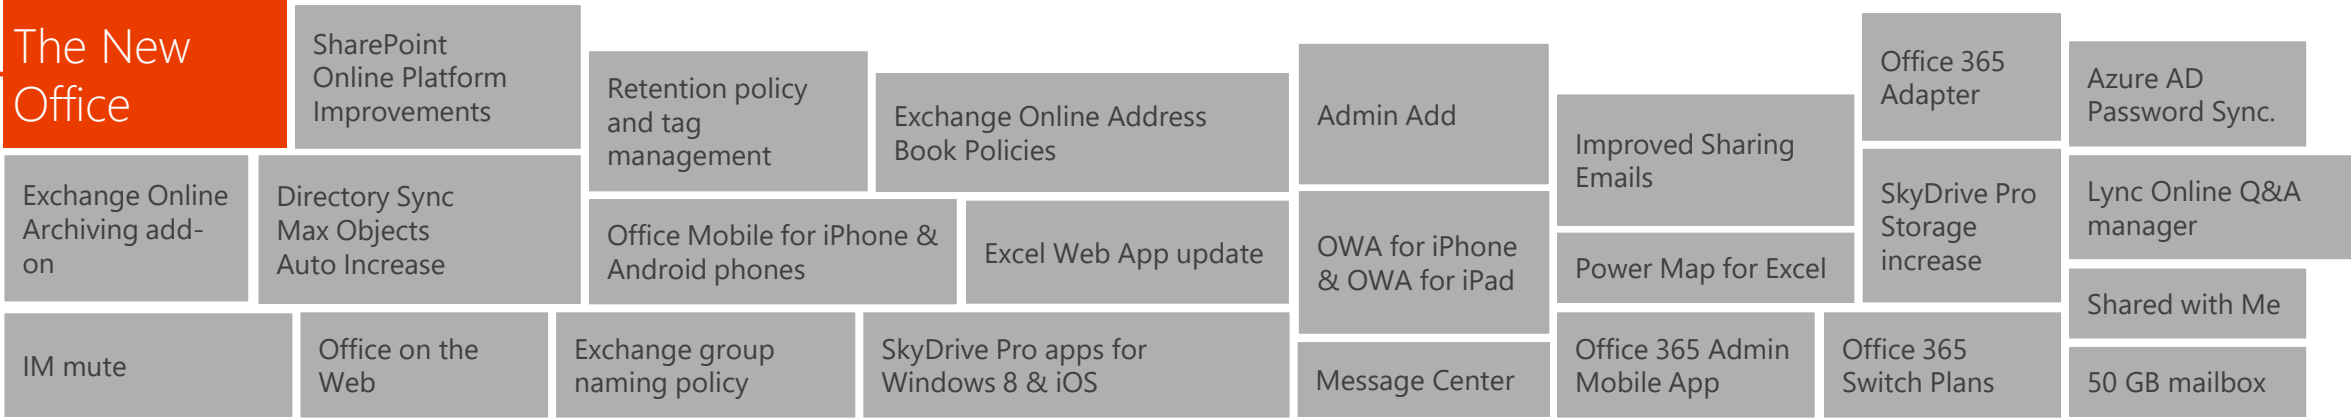 The New
Office
SharePoint
Online Platform
Improvements
Retention policy
and tag
management
Exchange Online Address
Book Policies
Admin Add
Improved Sharing
Emails
Office 365
Adapter
Azure AD
Password Sync.
Exchange Online
Archiving add-
on
Directory Sync
Max Objects
Auto Increase
Office Mobile for iPhone &
Android phones
Excel Web App update
OWA for iPhone
& OWA for iPad
Power Map for Excel
SkyDrive Pro
Storage
increase
Lync Online Q&A
manager
Shared with Me
IM mute
Office on the
Web
Exchange group
naming policy
SkyDrive Pro apps for
Windows 8 & iOS
Message Center
Office 365 Admin
Mobile App
Office 365
Switch Plans
50 GB mailbox